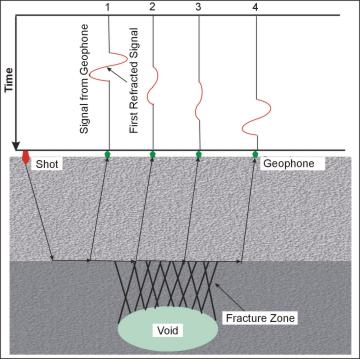 1 2 3 4
Time
Signal from Geophone
First Refracted Signal
Shot
Geophone
Fracture Zone
Void